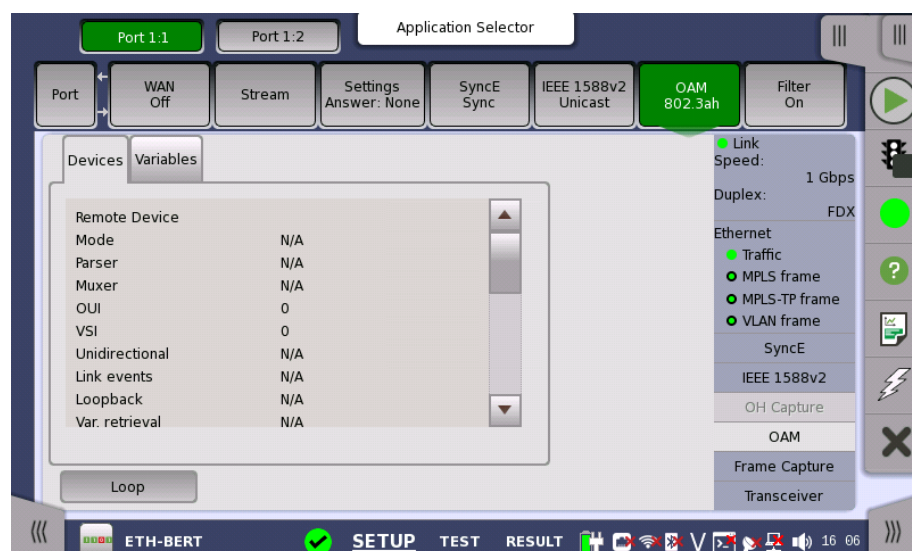 Application Selector
Port 1:1
Port 1:2
Port
WAN
Off
Stream
Settings
Answer: None
SyncE
Sync
IEEE 1588v2
Unicast
OAM
802.3ah
Filter
On
Devices
Variables
Remote Device
Mode N/A
Parser N/A
Muxer N/A
OUI 0
VSI 0
Unidirectional N/A
Link events N/A
Loopback N/A
Var. retrieval N/A
Loop
Link
Speed:
1 Gbps
Duplex:
FDX
Ethernet
Traffic
MPLS frame
MPLS-TP frame
VLAN frame
SyncE
IEEE 1588v2
OH Capture
OAM
Frame Capture
Transceiver
ETH-BERT
SETUP TEST RESULT
16 06